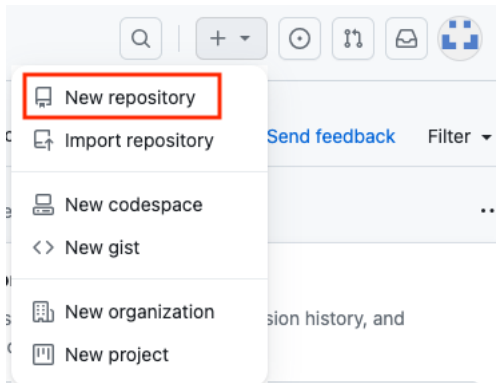 New repository
Import repository
Send feedback
Filter
New codespace
New gist
New organization
sion history, and
New project